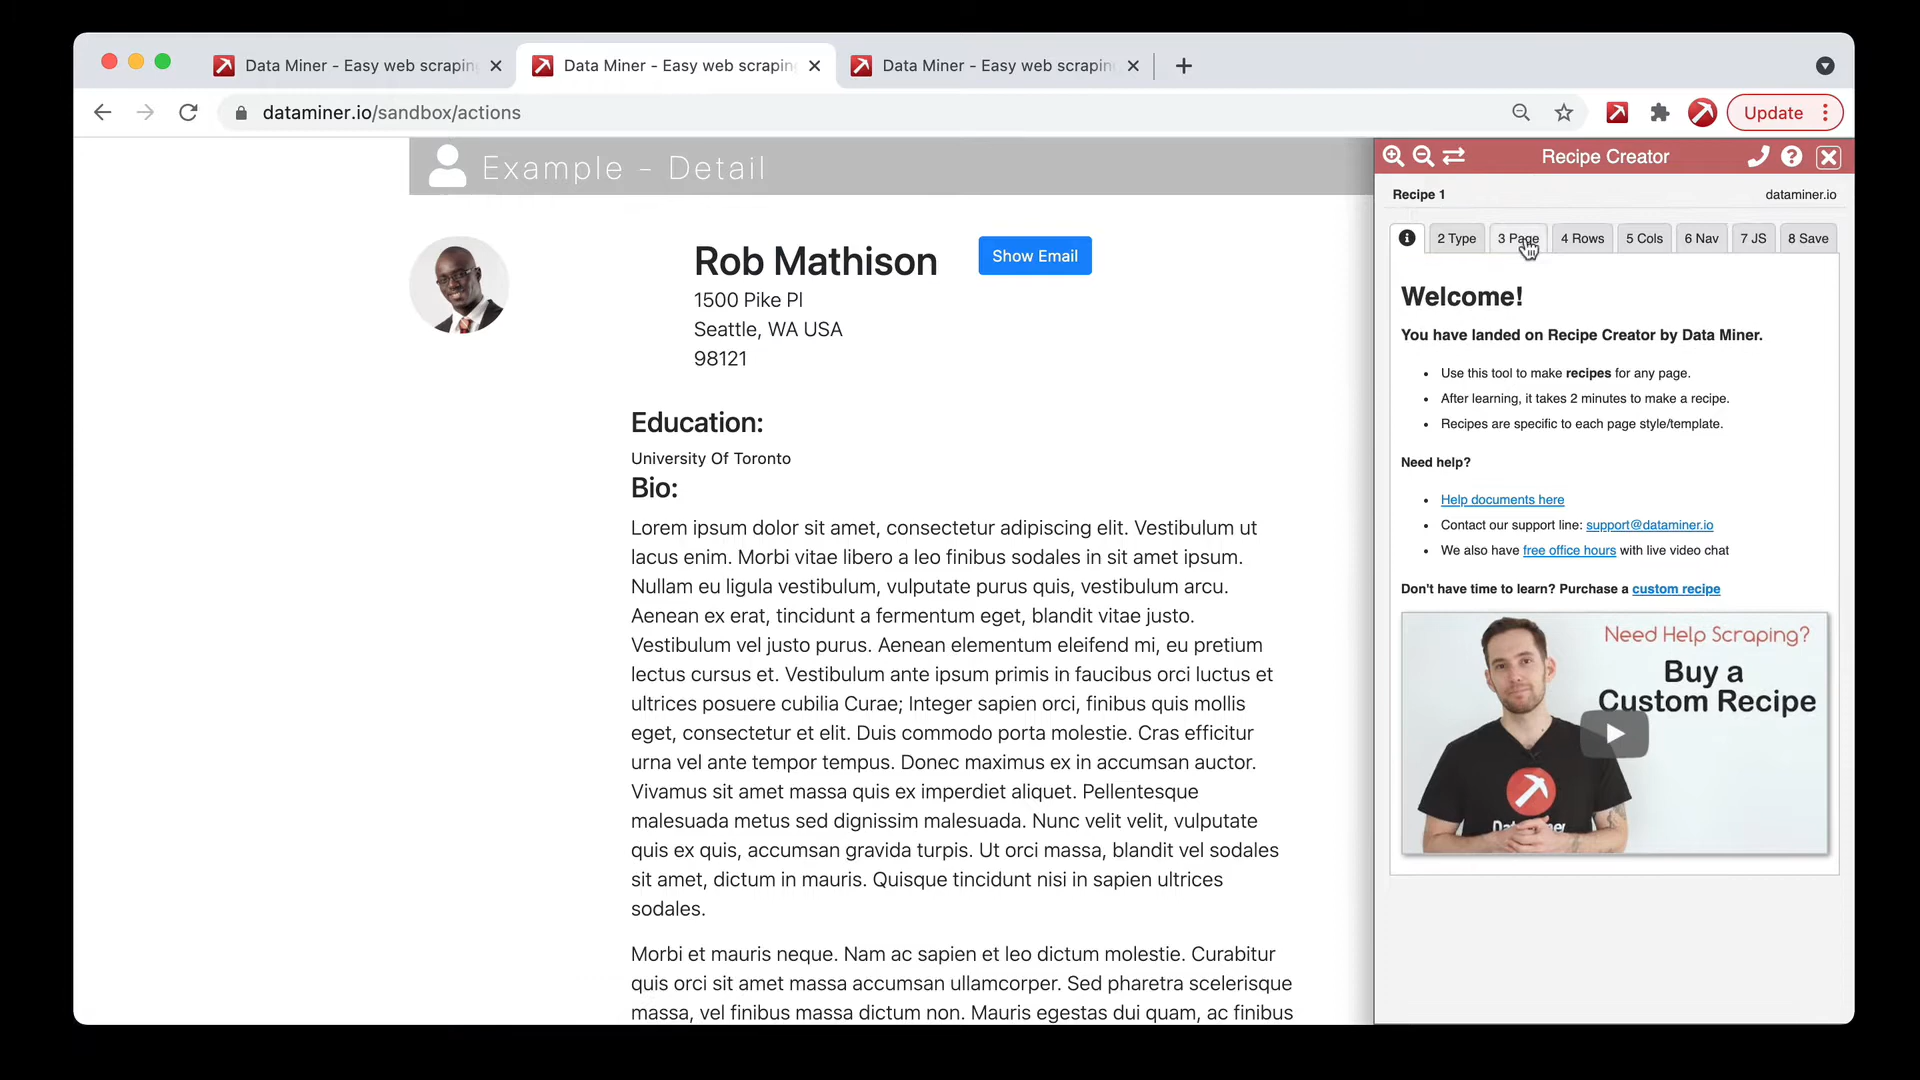 Data Miner - Easy web scraping
Data Miner - Easy web scraping
Data Miner - Easy web scraping
dataminer.io/sandbox/actions
Update
Example - Detail
Rob Mathison
Show Email
1500 Pike Pl
Seattle, WA USA
98121
Education:
University Of Toronto
Bio:
Lorem ipsum dolor sit amet, consectetur adipiscing elit. Vestibulum ut
lacus enim. Morbi vitae libero a leo finibus sodales in sit amet ipsum.
Nullam eu ligula vestibulum, vulputate purus quis, vestibulum arcu.
Aenean ex erat, tincidunt a fermentum eget, blandit vitae justo.
Vestibulum vel justo purus. Aenean elementum eleifend mi, eu pretium
lectus cursus et. Vestibulum ante ipsum primis in faucibus orci luctus et
ultrices posuere cubilia Curae; Integer sapien orci, finibus quis mollis
eget, consectetur et elit. Duis commodo porta molestie. Cras efficitur
urna vel ante tempor tempus. Donec maximus ex in accumsan auctor.
Vivamus sit amet massa quis ex imperdiet aliquet. Pellentesque
malesuada metus sed dignissim malesuada. Nunc velit velit, vulputate
quis ex quis, accumsan gravida turpis. Ut orci massa, blandit vel sodales
sit amet, dictum in mauris. Quisque tincidunt nisi in sapien ultrices
sodales.
Morbi et mauris neque. Nam ac sapien et leo dictum molestie. Curabitur
quis orci sit amet massa accumsan ullamcorper. Sed pharetra scelerisque
massa, vel finibus massa dictum non. Mauris egestas dui quam, ac finibus
Recipe Creator
Recipe 1
dataminer.io
2 Type
3 Page
4 Rows
5 Cols
6 Nav
7 JS
8 Save
Welcome!
You have landed on Recipe Creator by Data Miner.
• Use this tool to make recipes for any page.
• After learning, it takes 2 minutes to make a recipe.
• Recipes are specific to each page style/template.
Need help?
• Help documents here
• Contact our support line: support@dataminer.io
• We also have free office hours with live video chat
Don't have time to learn? Purchase a custom recipe
Need Help Scraping?
Buy a
Custom Recipe